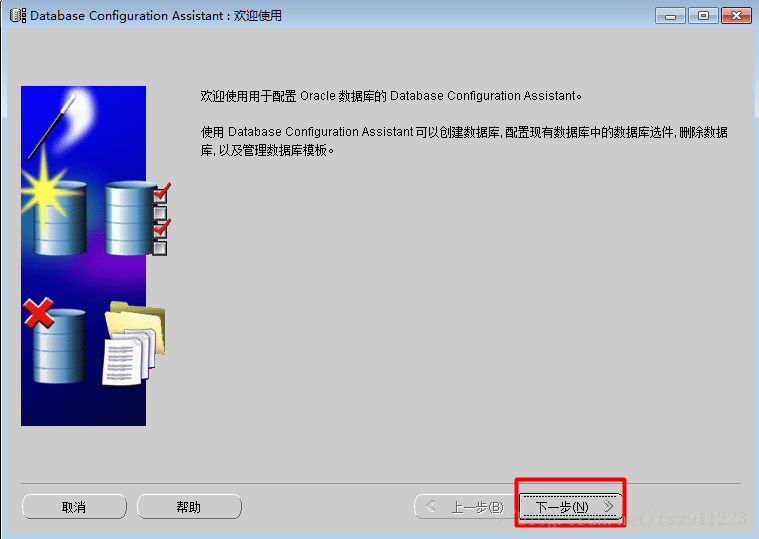 Database Configuration Assistant : 欢迎使用
欢迎使用用于配置 Oracle 数据库的 Database Configuration Assistant。
使用 Database Configuration Assistant 可以创建数据库, 配置现有数据库中的数据库选件, 删除数据
库, 以及管理数据库模板。
取消
帮助
上一步(B)
下一步(N)